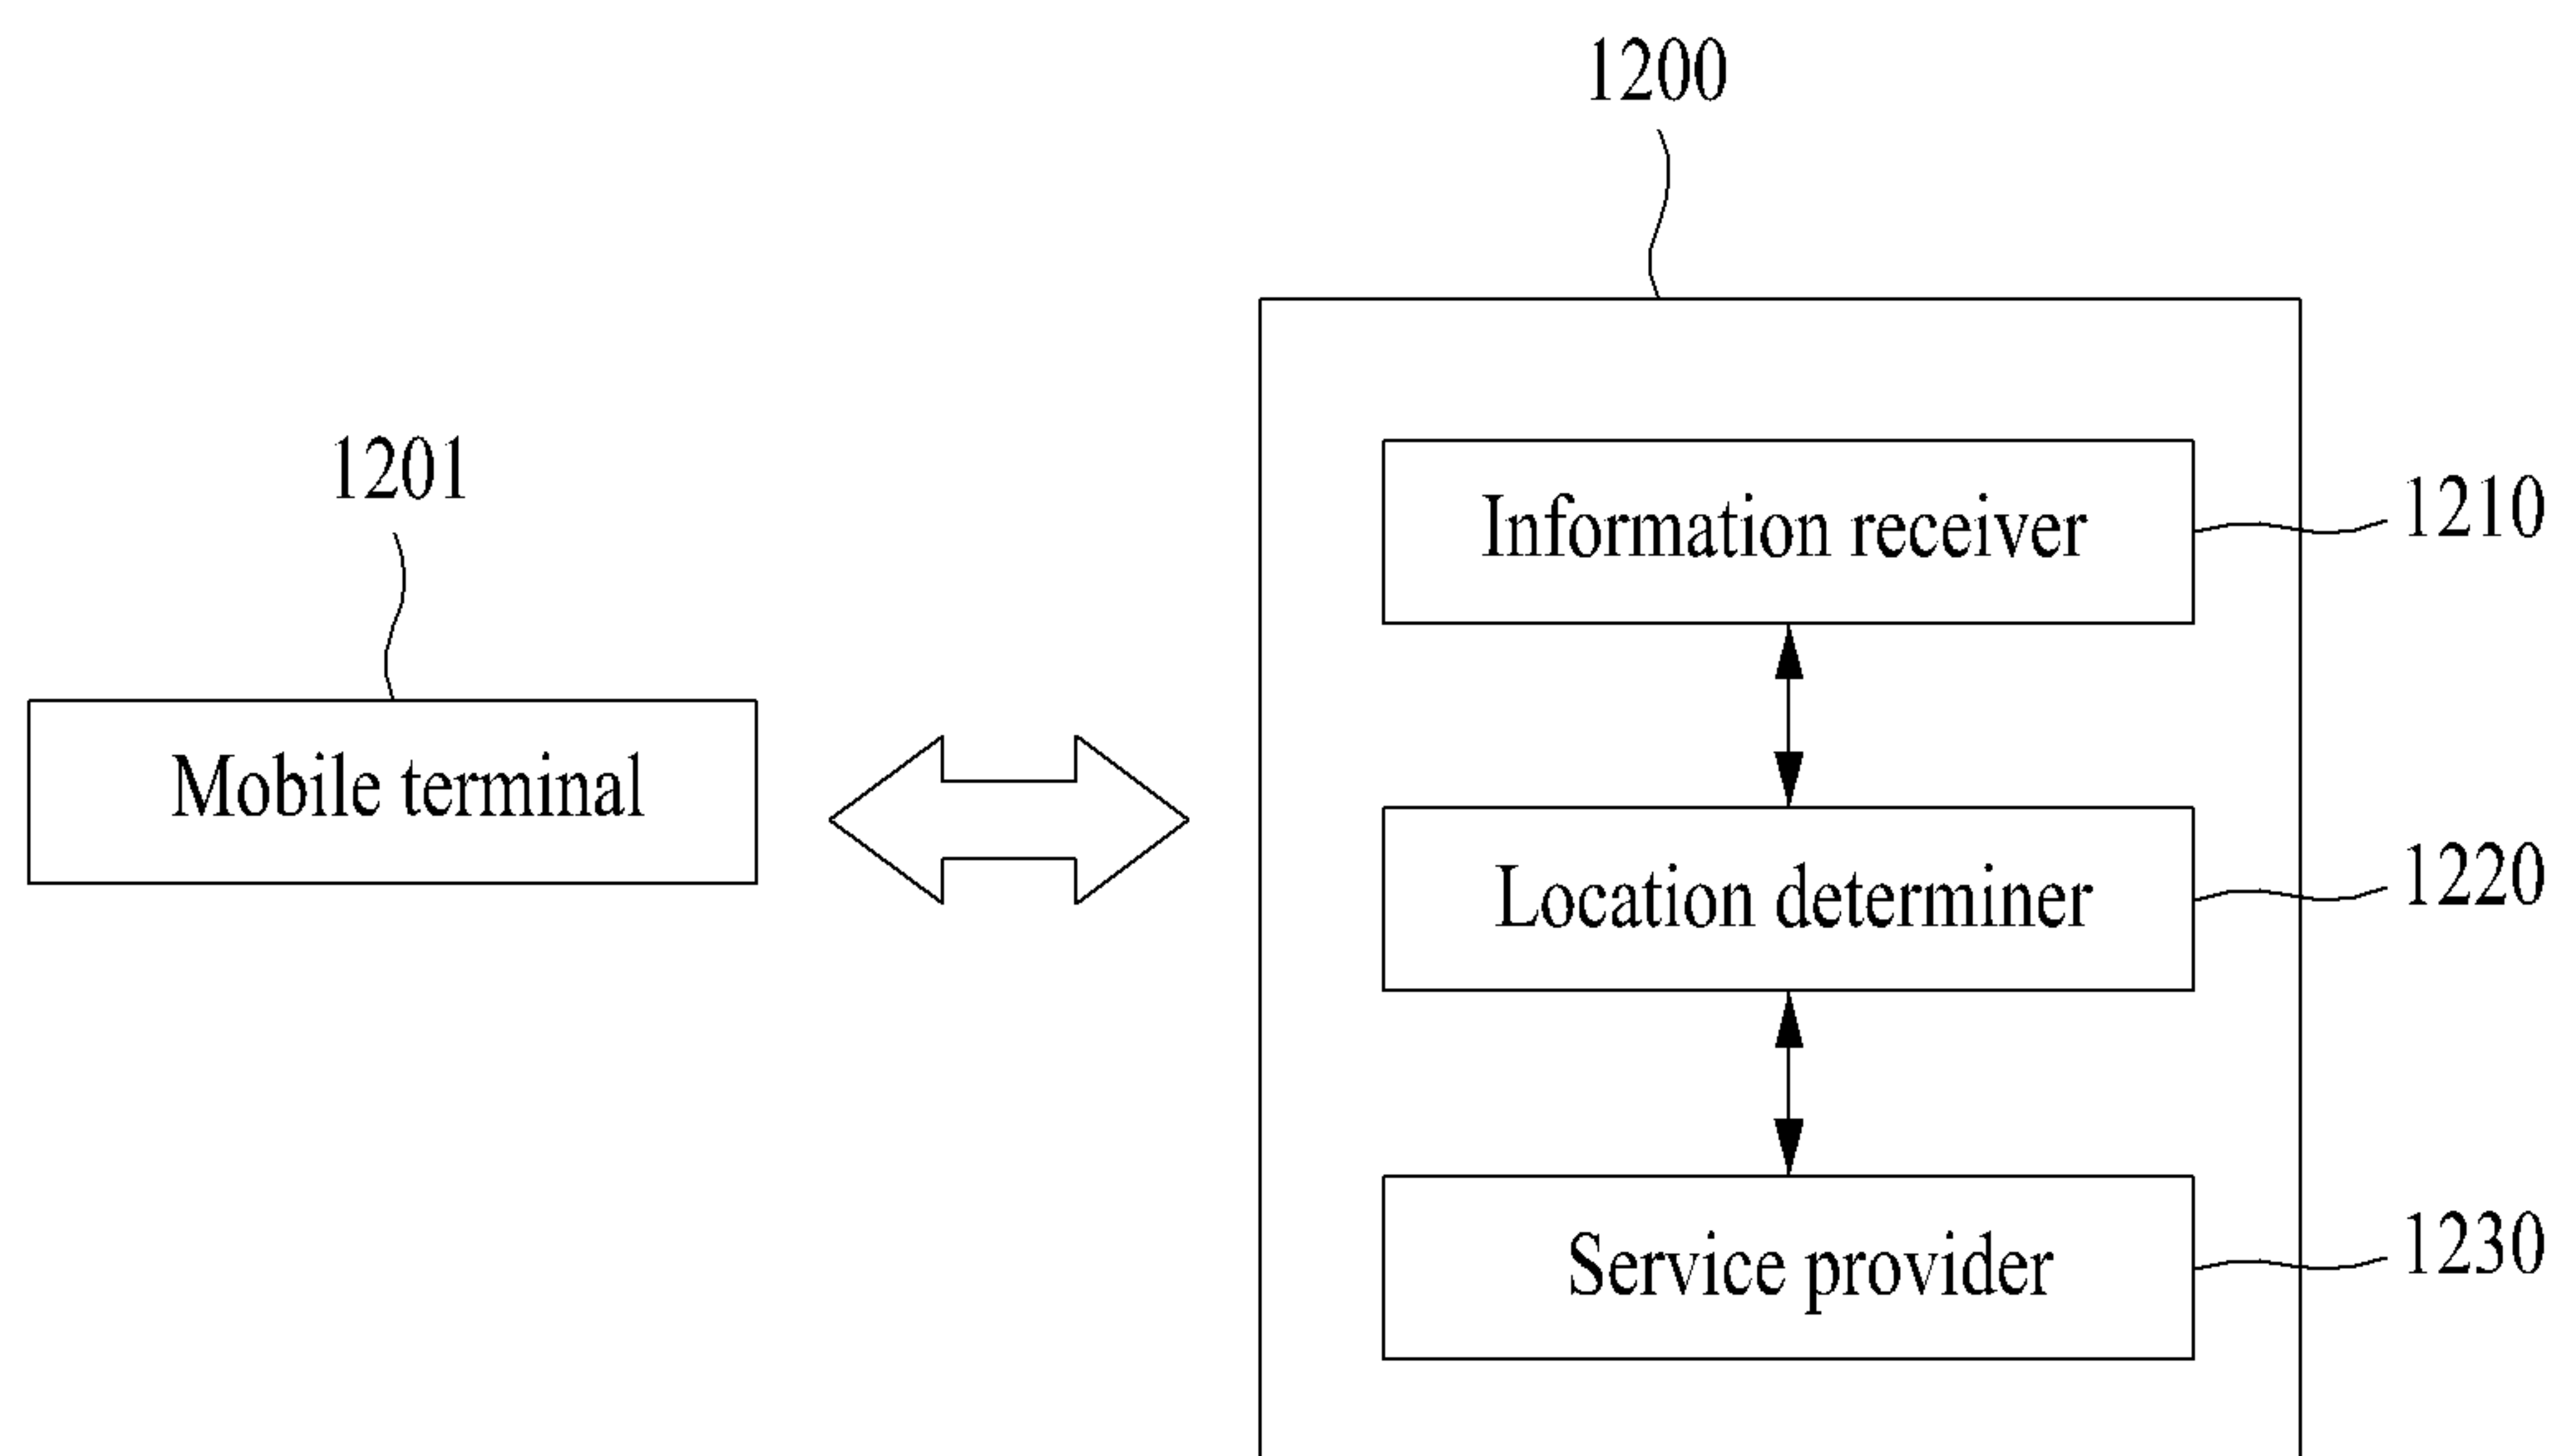 1200
1201
Information receiver
1210
Mobile terminal
Location determiner
1220
Service provider
1230